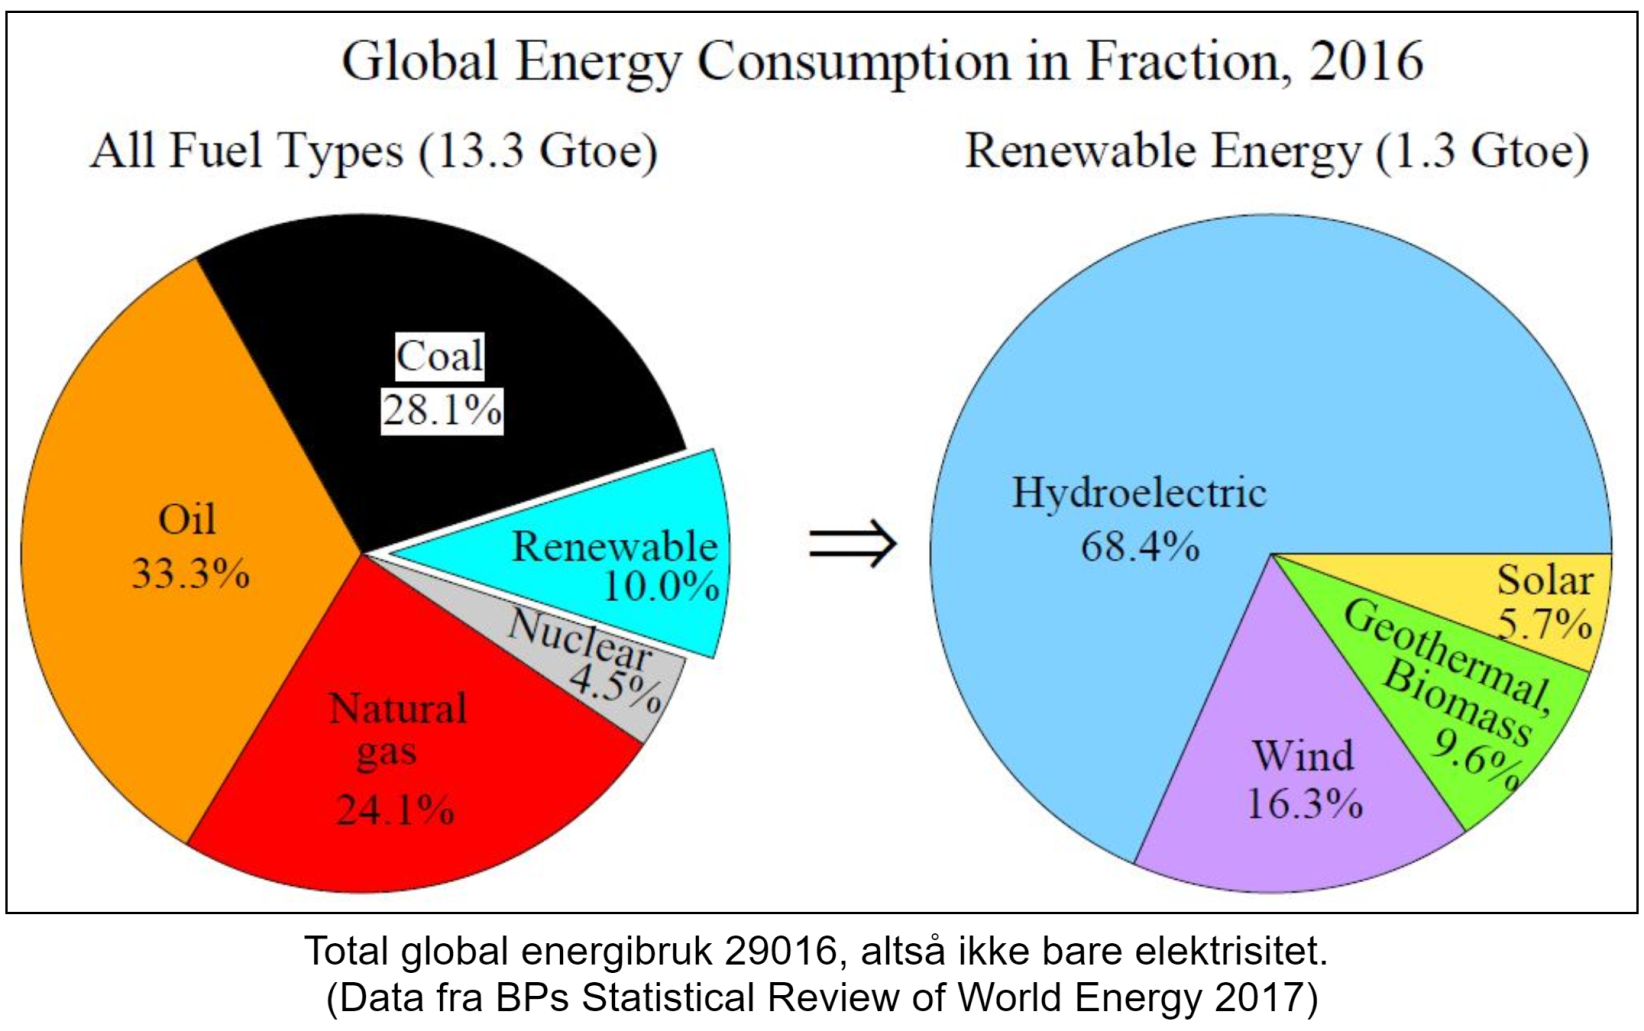 Global Energy Consumption in Fraction, 2016
All Fuel Types (13.3 Gtoe)
Renewable Energy (1.3 Gtoe)
Coal
28.1%
Oil
33.3%
Renewable
10.0%
Nuclear
4.5%
Natural
gas
24.1%
⇒
Hydroelectric
68.4%
Solar
5.7%
Geothermal,
Biomass
9.6%
Wind
16.3%
Total global energibruk 29016, altså ikke bare elektrisitet.
(Data fra BPs Statistical Review of World Energy 2017)